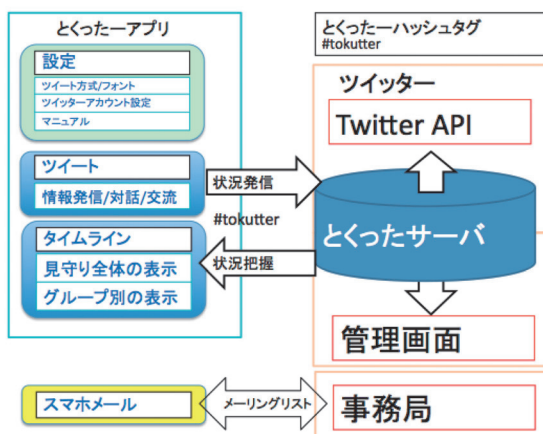 とくったーアプリ
設定
ツイート方式/フォント
ツイッターアカウント設定
マニュアル
ツイート
情報発信/対話/交流
タイムライン
見守り全体の表示
グループ別の表示
状況発信
#tokutter
状況把握
とくったーハッシュタグ
#tokutter
ツイッター
Twitter API
とくったサーバ
管理画面
スマホメール
メーリングリスト
事務局